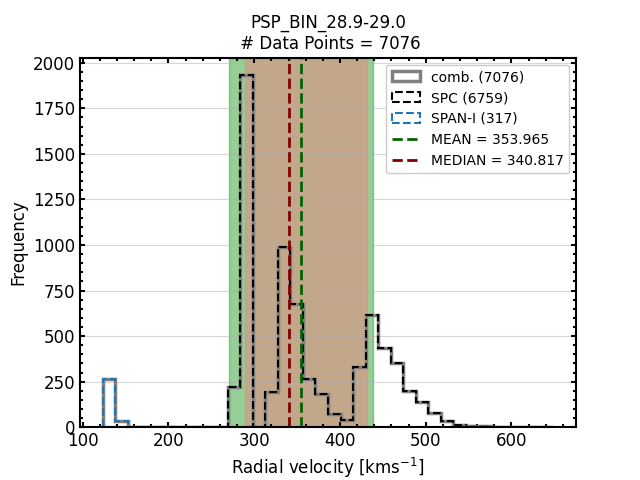 PSP_BIN_28.9-29.0
# Data Points = 7076
comb. (7076)
SPC (6759)
SPAN-I (317)
MEAN = 353.965
MEDIAN = 340.817
Frequency
2000
1750
1500
1250
1000
750
500
250
0
100 200 300 400 500 600
Radial velocity [kms⁻¹]